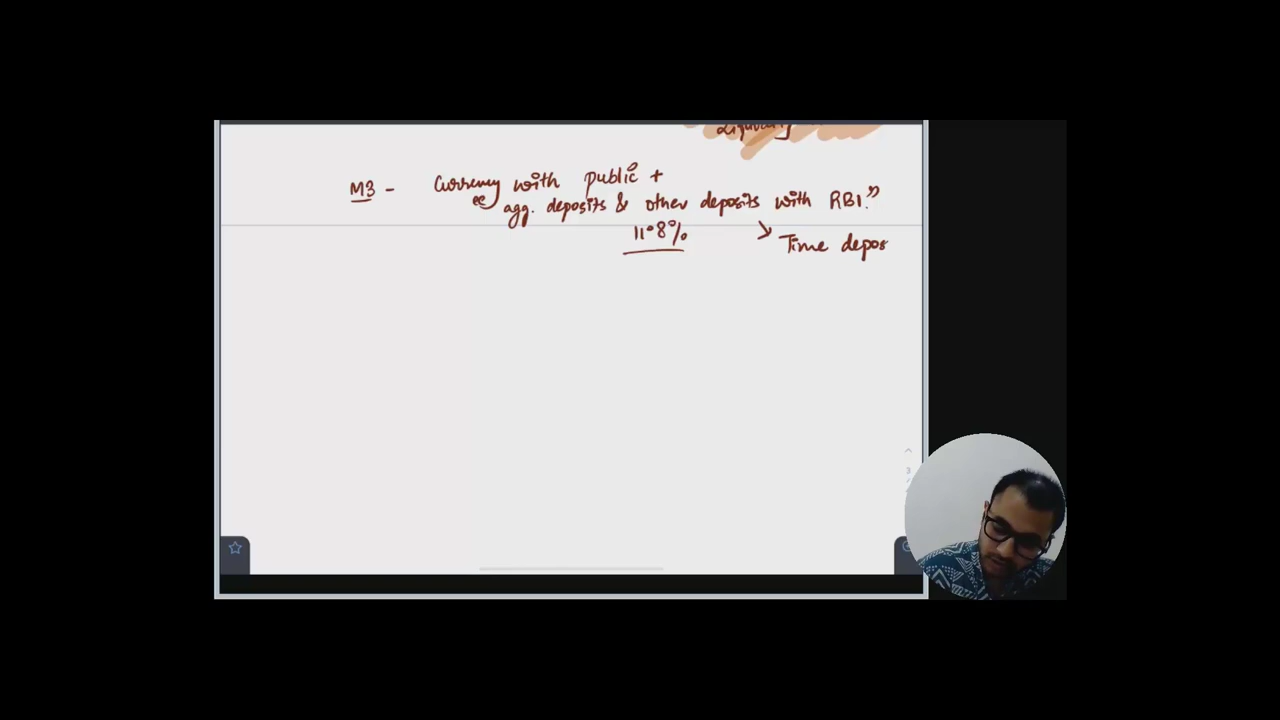 M3 - Currency with public +
" agg. deposits & other deposits with RBI."
11.8%
Time depos